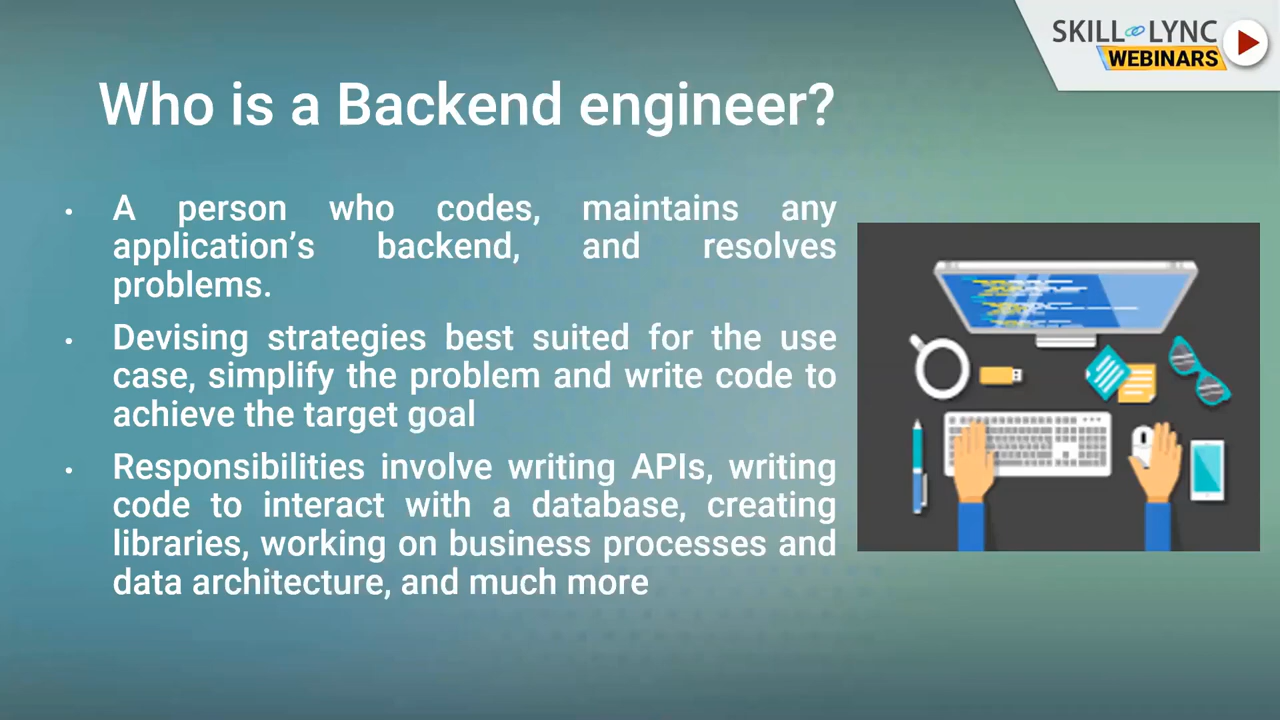 SKILL LYNC
WEBINARS
Who is a Backend engineer?
• A person who codes, maintains any
application’s backend, and resolves
problems.
• Devising strategies best suited for the use
case, simplify the problem and write code to
achieve the target goal
• Responsibilities involve writing APIs, writing
code to interact with a database, creating
libraries, working on business processes and
data architecture, and much more